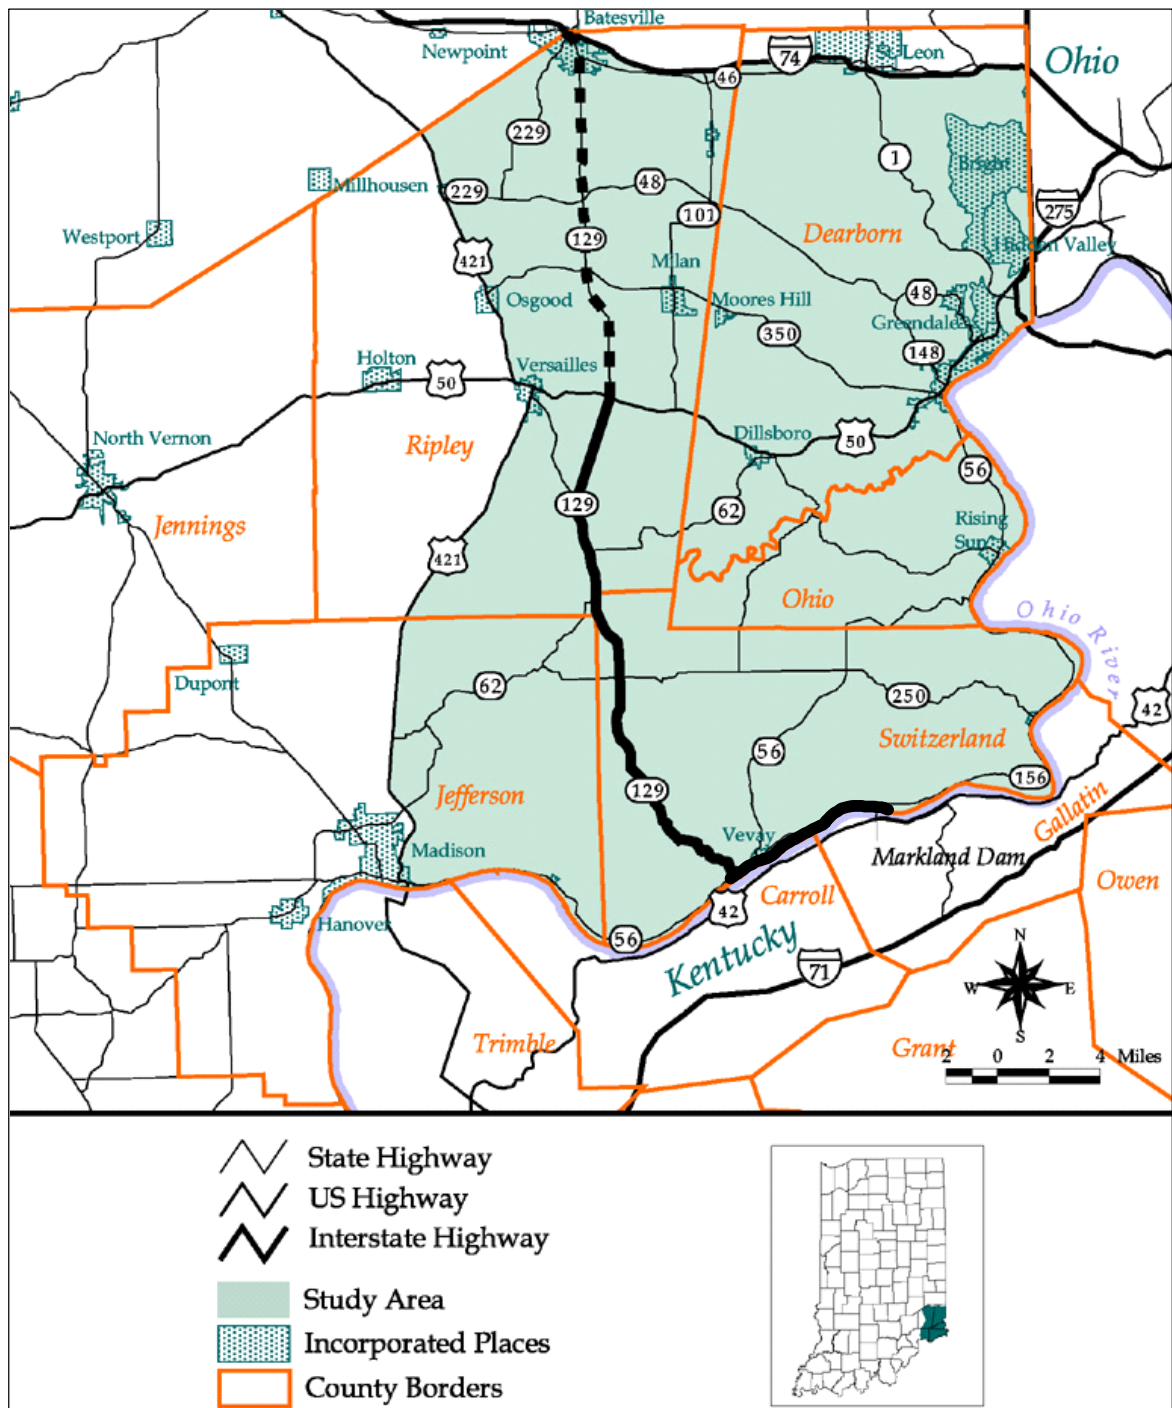 Batesville
Newpoint
74
St. Leon
Ohio
46
229
1
Bright
Millhousen
229
48
275
101
Westport
129
Dearborn
Hidden Valley
421
Milan
Osgood
Moores Hill
48
Greendale
350
148
Holton
50
Versailles
North Vernon
Ripley
Dillsboro
50
56
129
62
Jennings
Rising
Sun
421
Ohio
Ohio River
Dupont
62
250
42
56
Switzerland
156
Jefferson
129
Gallatin
Vevay
Madison
Markland Dam
Owen
Carroll
42
Hanover
56
Kentucky
71
N
W
E
S
Trimble
Grant
2 0 2 4 Miles
State Highway
US Highway
Interstate Highway
Study Area
Incorporated Places
County Borders